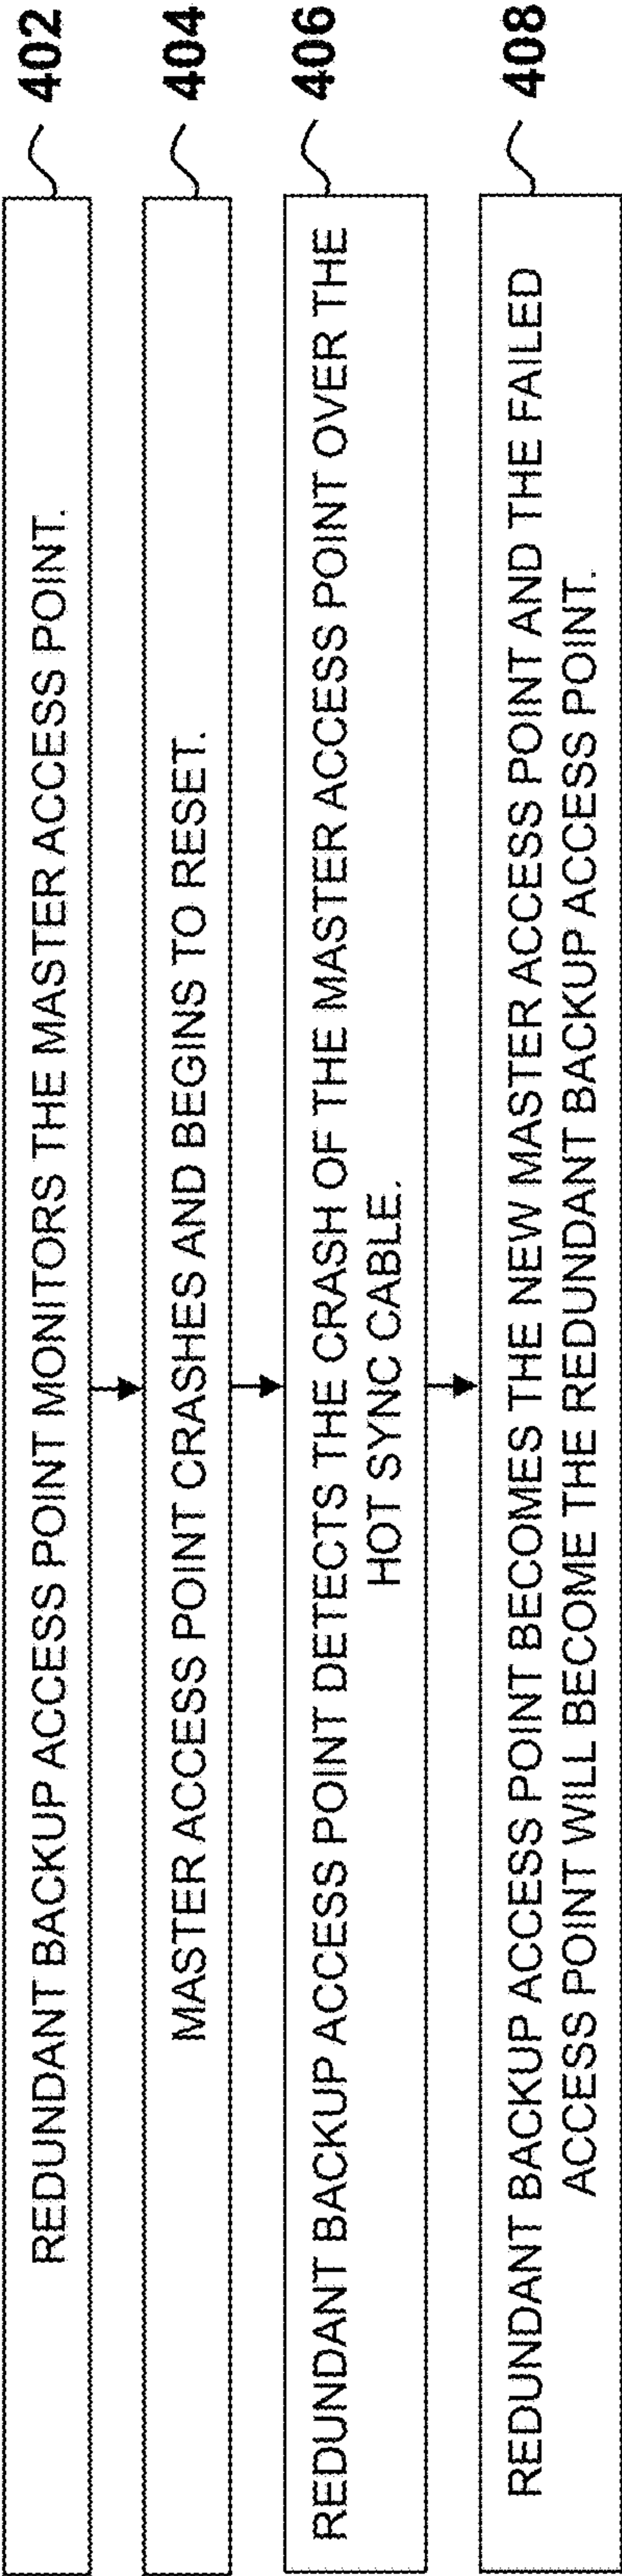 REDUNDANT BACKUP ACCESS POINT MONITORS THE MASTER ACCESS POINT.
402
MASTER ACCESS POINT CRASHES AND BEGINS TO RESET.
404
REDUNDANT BACKUP ACCESS POINT DETECTS THE CRASH OF THE MASTER ACCESS POINT OVER THE
HOT SYNC CABLE.
406
REDUNDANT BACKUP ACCESS POINT BECOMES THE NEW MASTER ACCESS POINT AND THE FAILED
ACCESS POINT WILL BECOME THE REDUNDANT BACKUP ACCESS POINT.
408